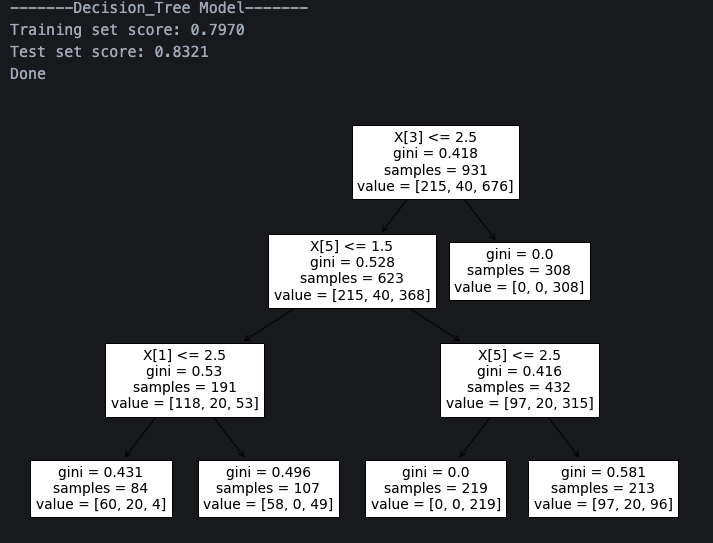 -------Decision_Tree Model-------
Training set score: 0.7970
Test set score: 0.8321
Done
X[3] <= 2.5
gini = 0.418
samples = 931
value = [215, 40, 676]
X[5] <= 1.5
gini = 0.528
samples = 623
value = [215, 40, 368]
gini = 0.0
samples = 308
value = [0, 0, 308]
X[1] <= 2.5
gini = 0.53
samples = 191
value = [118, 20, 53]
X[5] <= 2.5
gini = 0.416
samples = 432
value = [97, 20, 315]
gini = 0.431
samples = 84
value = [60, 20, 4]
gini = 0.496
samples = 107
value = [58, 0, 49]
gini = 0.0
samples = 219
value = [0, 0, 219]
gini = 0.581
samples = 213
value = [97, 20, 96]